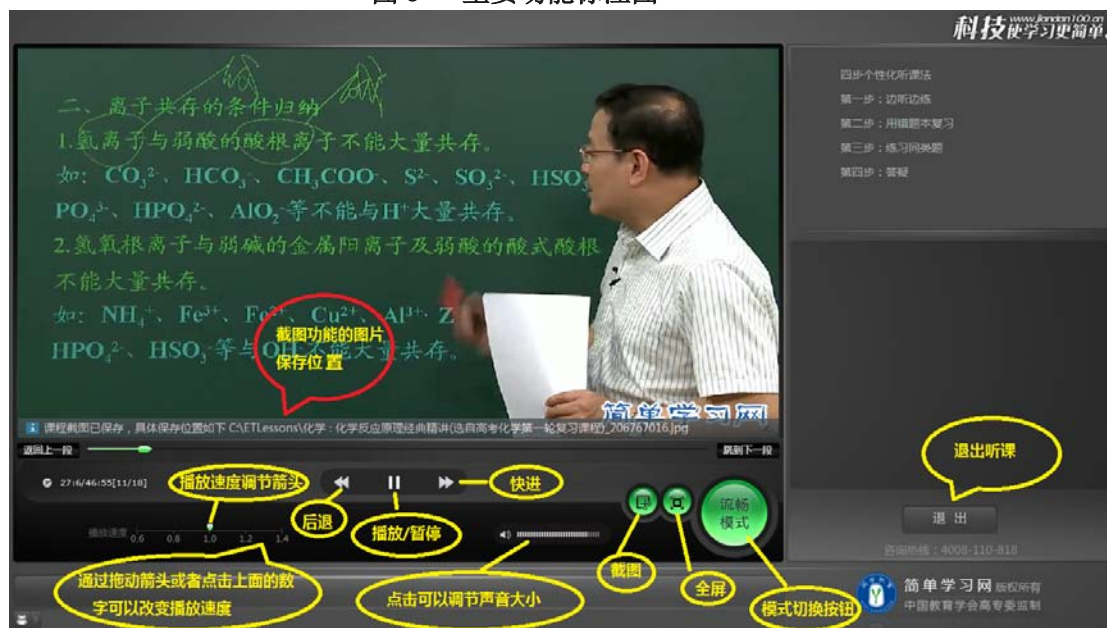 科技 www.jiandan100.cn
使学习更简单
四步个性化听课法
第一步：边听边练
第二步：用错题本复习
第三步：练习同类题
第四步：答疑
二、离子共存的条件归纳
1.氢离子与弱酸的酸根离子不能大量共存。
如：CO₃²⁻、HCO₃⁻、CH₃COO⁻、S²⁻、SO₃²⁻、HSO₃
PO₄³⁻、HPO₄²⁻、AlO₂⁻等不能与H⁺大量共存。
2.氢氧根离子与弱碱的金属阳离子及弱酸的酸式酸根
不能大量共存。
如：NH₄⁺、Fe³⁺、Fe²⁺、Cu²⁺、Al³⁺、Z
HPO₄²⁻、HSO₃⁻等与OH⁻不能大量共存。
截图功能的图片
保存位置
简单学习网
课程截图已保存，具体保存位置如下 C:\ETLessons\化学：化学反应原理经典精讲(选自高考化学第一轮复习课程)_206767016.jpg
返回上一段
跳到下一段
退出听课
27:6/46:55[11/18]
播放速度调节箭头
后退
播放/暂停
快进
流畅
模式
退 出
播放速度
0.6 0.8 1.0 1.2 1.4
咨询热线：4008-110-818
截图
全屏
通过拖动箭头或者点击上面的数
字可以改变播放速度
点击可以调节声音大小
模式切换按钮
简单学习网 版权所有
中国教育学会高专委监制